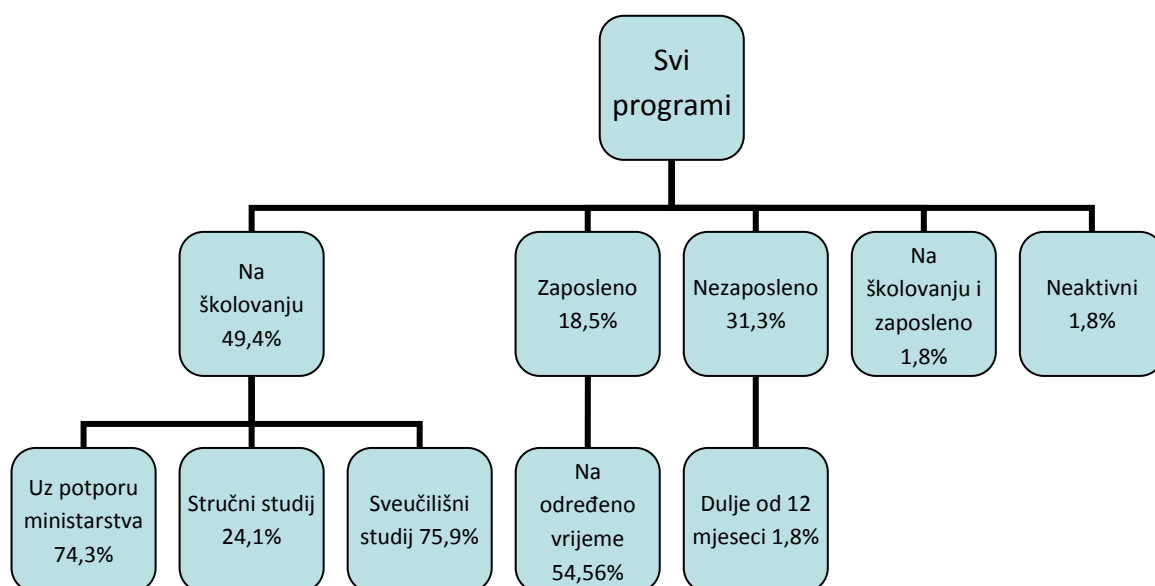 Svi
programi
Na
školovanju
49,4%
Zaposleno
18,5%
Nezaposleno
31,3%
Na
školovanju i
zaposleno
1,8%
Neaktivni
1,8%
Uz potporu
ministarstva
74,3%
Stručni studij
24,1%
Sveučilišni
studij 75,9%
Na
određeno
vrijeme
54,56%
Dulje od 12
mjeseci 1,8%